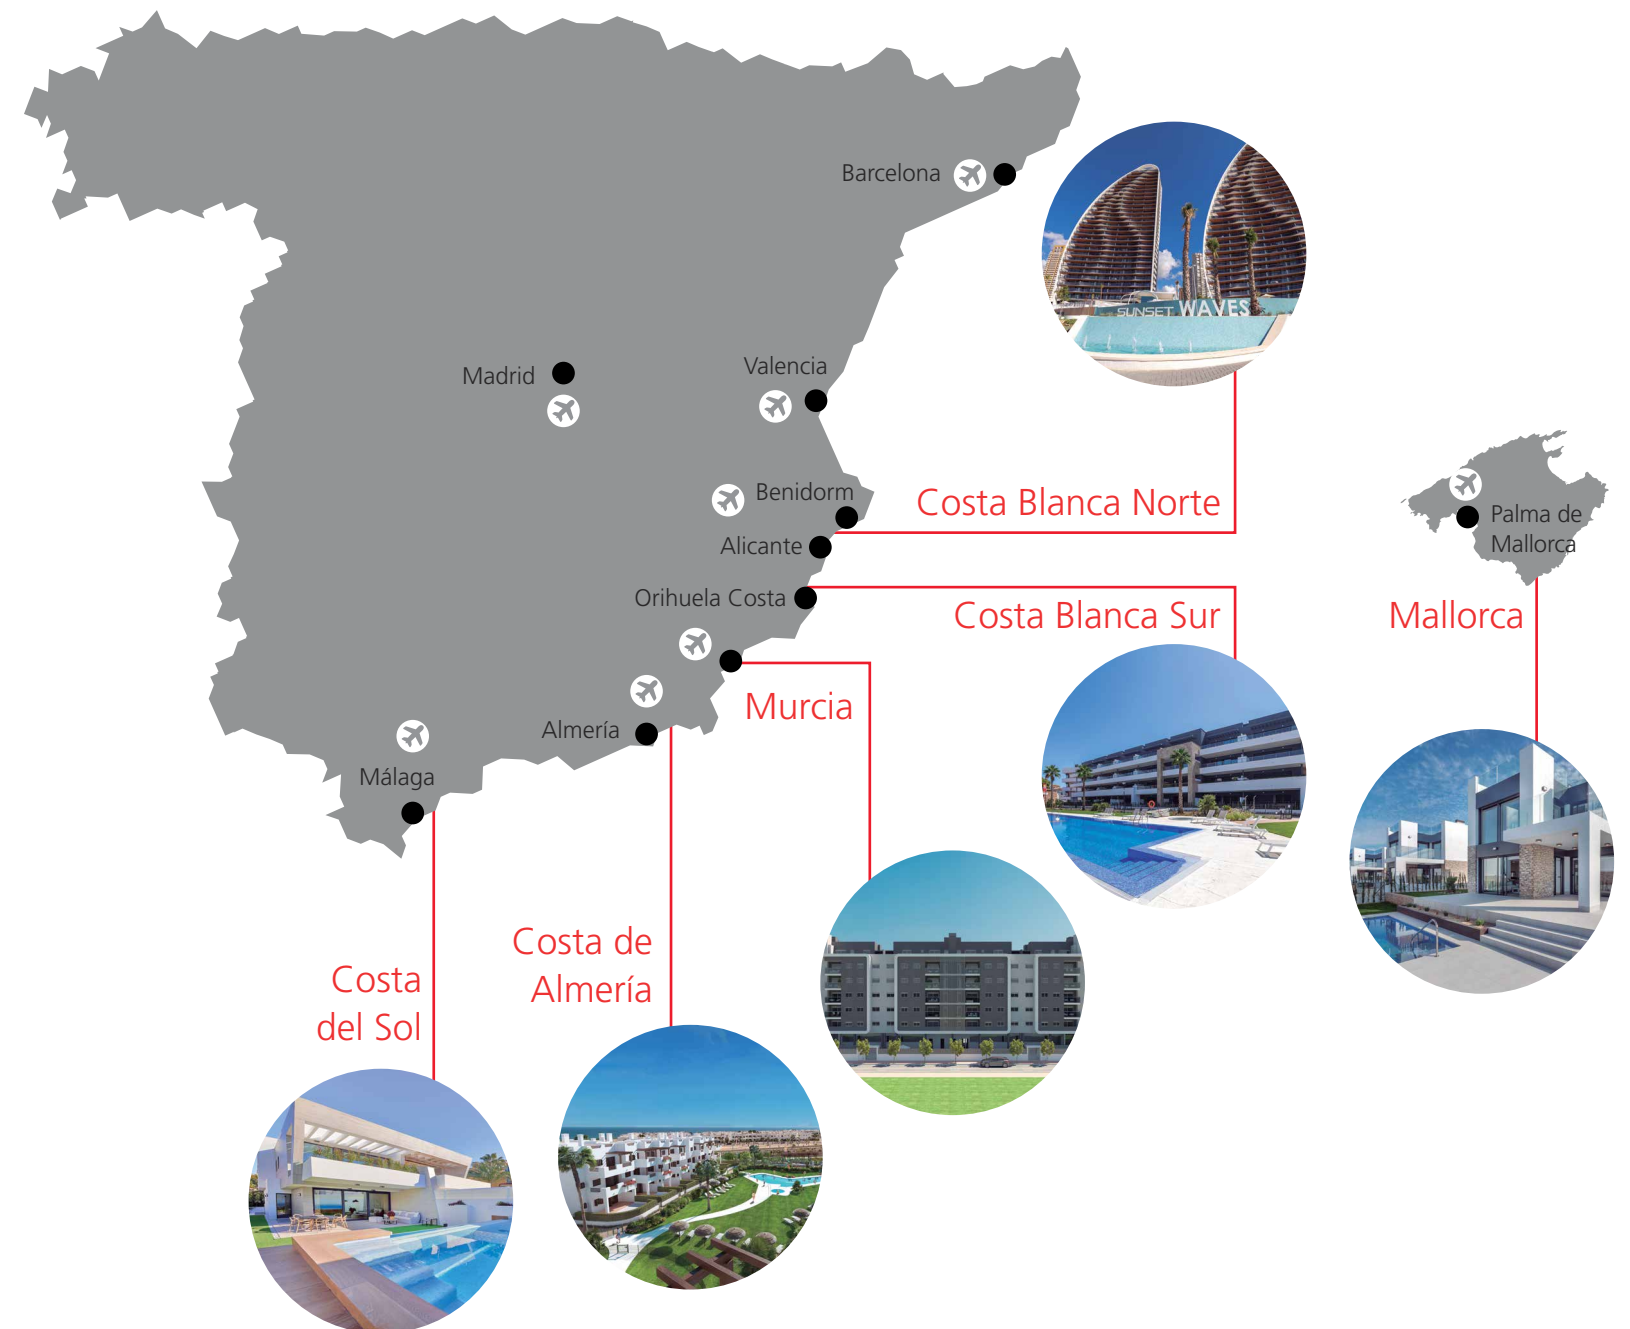 Barcelona
SUNSET WAVES
Madrid
Valencia
Benidorm
Costa Blanca Norte
Palma de
Mallorca
Alicante
Orihuela Costa
Costa Blanca Sur
Mallorca
Murcia
Almería
Málaga
Costa de
Almería
Costa
del Sol